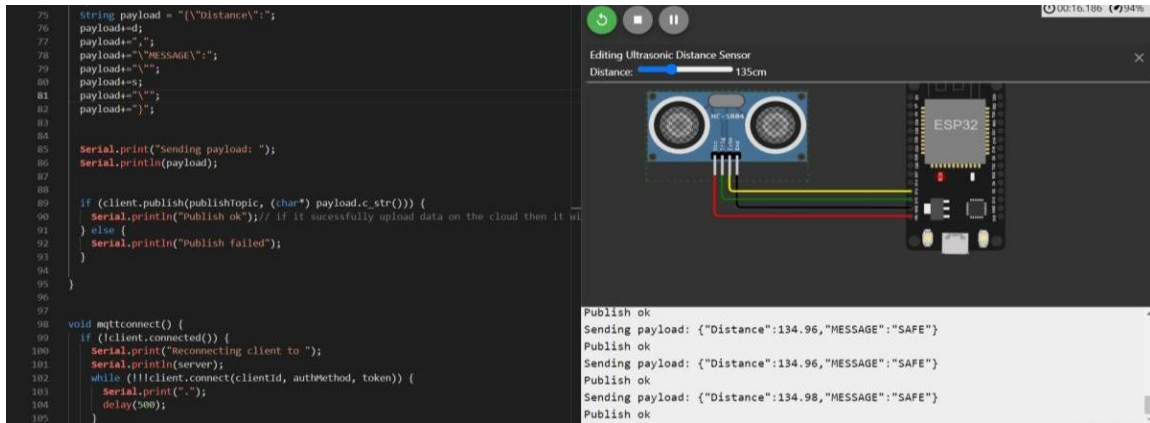 75 String payload = "{\"Distance\":";
76 payload+=d;
77 payload+=",";
78 payload+="\"MESSAGE\":";
79 payload+="\"";
80 payload+=s;
81 payload+="\"";
82 payload+="}";
83
84
85 Serial.print("Sending payload: ");
86 Serial.println(payload);
87
88
89 if (client.publish(publishTopic, (char*) payload.c_str())) {
90 Serial.println("Publish ok");// if it sucessfully upload data on the cloud then it wi
91 } else {
92 Serial.println("Publish failed");
93 }
94
95 }
96
97
98 void mqttconnect() {
99 if (!client.connected()) {
100 Serial.print("Reconnecting client to ");
101 Serial.println(server);
102 while (!!!client.connect(clientId, authMethod, token)) {
103 Serial.print(".");
104 delay(500);
105 }
00:16.186 94%
Editing Ultrasonic Distance Sensor
Distance: 135cm
HC-SR04
ESP32
Publish ok
Sending payload: {"Distance":134.96,"MESSAGE":"SAFE"}
Publish ok
Sending payload: {"Distance":134.96,"MESSAGE":"SAFE"}
Publish ok
Sending payload: {"Distance":134.98,"MESSAGE":"SAFE"}
Publish ok